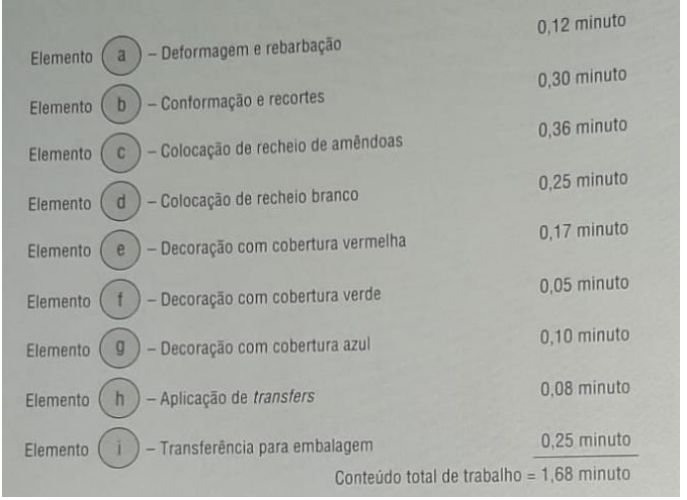 Elemento a – Deformagem e rebarbação 0,12 minuto
Elemento b – Conformação e recortes 0,30 minuto
Elemento c – Colocação de recheio de amêndoas 0,36 minuto
Elemento d – Colocação de recheio branco 0,25 minuto
Elemento e – Decoração com cobertura vermelha 0,17 minuto
Elemento f – Decoração com cobertura verde 0,05 minuto
Elemento g – Decoração com cobertura azul 0,10 minuto
Elemento h – Aplicação de transfers 0,08 minuto
Elemento i – Transferência para embalagem 0,25 minuto
Conteúdo total de trabalho = 1,68 minuto